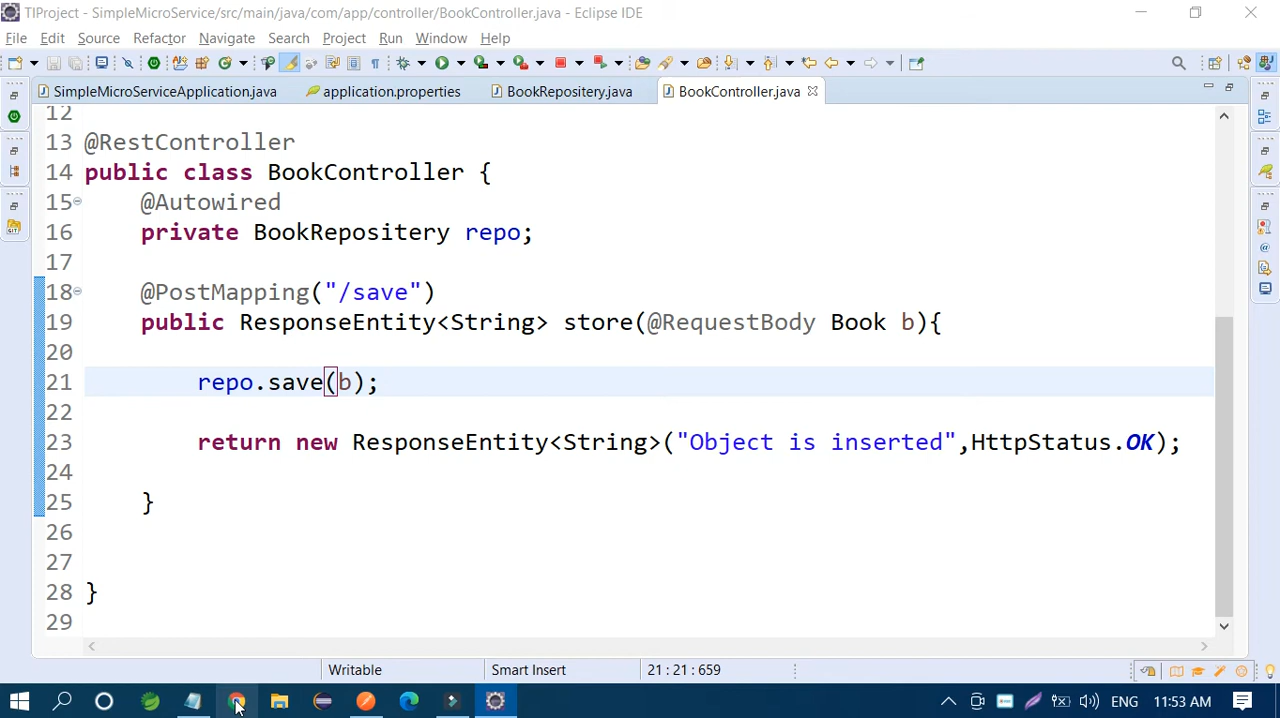 TIProject - SimpleMicroService/src/main/java/com/app/controller/BookController.java - Eclipse IDE
File Edit Source Refactor Navigate Search Project Run Window Help
SimpleMicroServiceApplication.java application.properties BookRepositery.java BookController.java
12
13 @RestController
14 public class BookController {
15 @Autowired
16 private BookRepositery repo;
17
18 @PostMapping("/save")
19 public ResponseEntity<String> store(@RequestBody Book b){
20
21 repo.save(b);
22
23 return new ResponseEntity<String>("Object is inserted",HttpStatus.OK);
24
25 }
26
27
28 }
29
Writable Smart Insert 21 : 21 : 659
ENG 11:53 AM